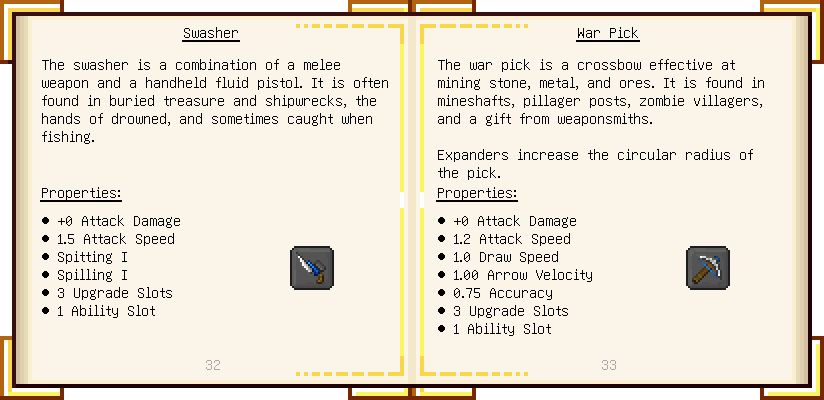 Swasher
The swasher is a combination of a melee
weapon and a handheld fluid pistol. It is often
found in buried treasure and shipwrecks, the
hands of drowned, and sometimes caught when
fishing.
Properties:
• +0 Attack Damage
• 1.5 Attack Speed
• Spitting I
• Spilling I
• 3 Upgrade Slots
• 1 Ability Slot
32
War Pick
The war pick is a crossbow effective at
mining stone, metal, and ores. It is found in
mineshafts, pillager posts, zombie villagers,
and a gift from weaponsmiths.
Expanders increase the circular radius of
the pick.
Properties:
• +0 Attack Damage
• 1.2 Attack Speed
• 1.0 Draw Speed
• 1.00 Arrow Velocity
• 0.75 Accuracy
• 3 Upgrade Slots
• 1 Ability Slot
33